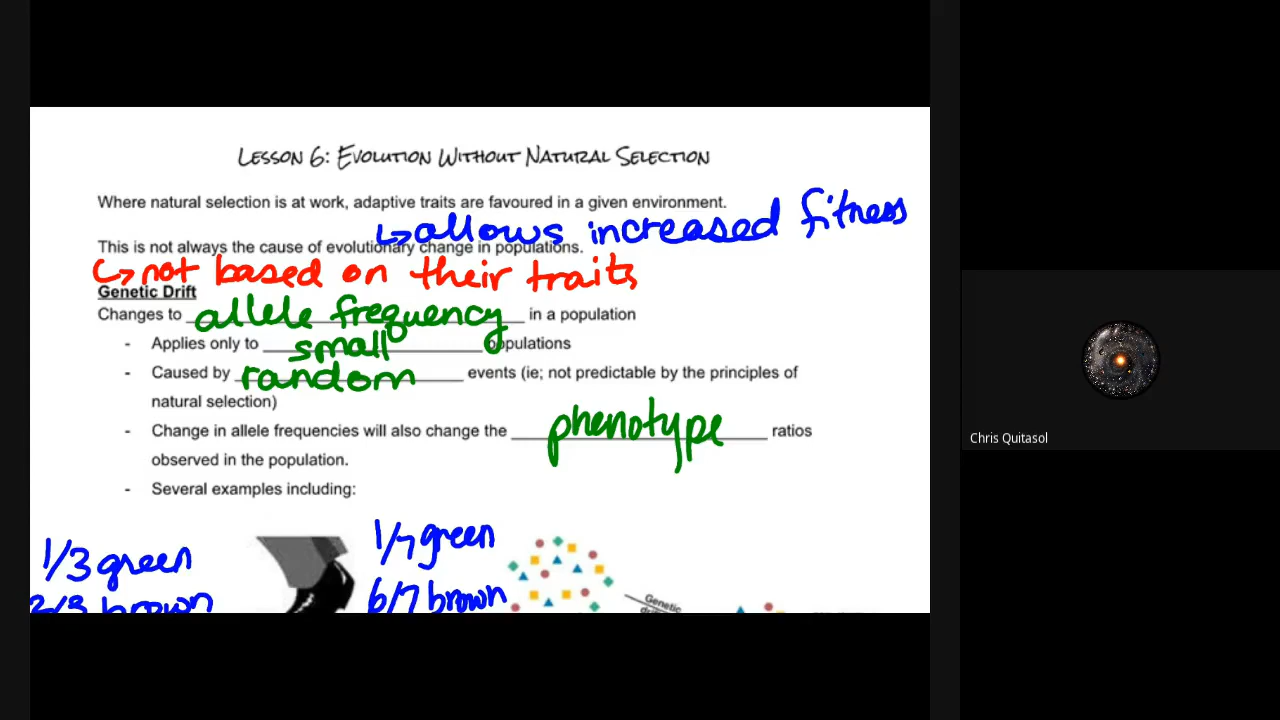 LESSON 6: EVOLUTION WITHOUT NATURAL SELECTION
Where natural selection is at work, adaptive traits are favoured in a given environment.
↳allows increased fitness
This is not always the cause of evolutionary change in populations.
↳not based on their traits
Genetic Drift
Changes to allele frequency in a population
- Applies only to small populations
- Caused by random events (ie; not predictable by the principles of
natural selection)
- Change in allele frequencies will also change the phenotype ratios
observed in the population.
- Several examples including:
1/3 green
2/3 brown
1/7 green
6/7 brown
Genetic
Chris Quitasol